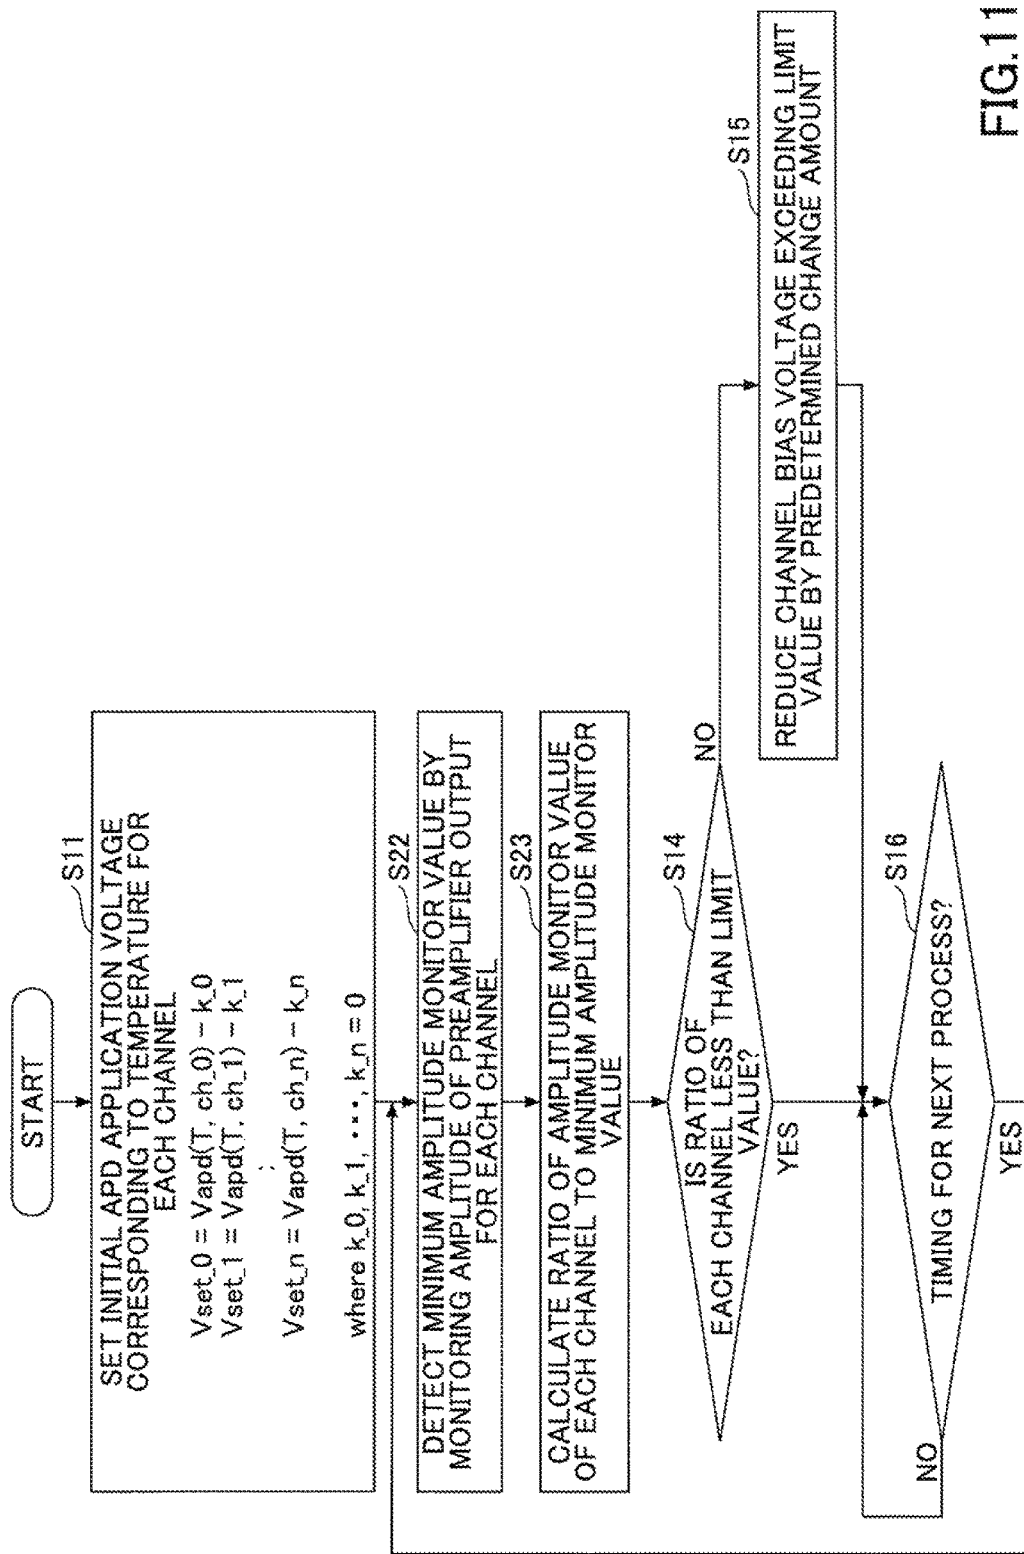 START
S11
SET INITIAL APD APPLICATION VOLTAGE
CORRESPONDING TO TEMPERATURE FOR
EACH CHANNEL
Vset_0 = Vapd(T, ch_0) − k_0
Vset_1 = Vapd(T, ch_1) − k_1
⋮
Vset_n = Vapd(T, ch_n) − k_n
where k_0, k_1, ···, k_n = 0
S22
DETECT MINIMUM AMPLITUDE MONITOR VALUE BY
MONITORING AMPLITUDE OF PREAMPLIFIER OUTPUT
FOR EACH CHANNEL
S23
CALCULATE RATIO OF AMPLITUDE MONITOR VALUE
OF EACH CHANNEL TO MINIMUM AMPLITUDE MONITOR
VALUE
S14
IS RATIO OF
EACH CHANNEL LESS THAN LIMIT
VALUE?
NO
YES
S15
REDUCE CHANNEL BIAS VOLTAGE EXCEEDING LIMIT
VALUE BY PREDETERMINED CHANGE AMOUNT
S16
TIMING FOR NEXT PROCESS?
NO
YES
FIG.11